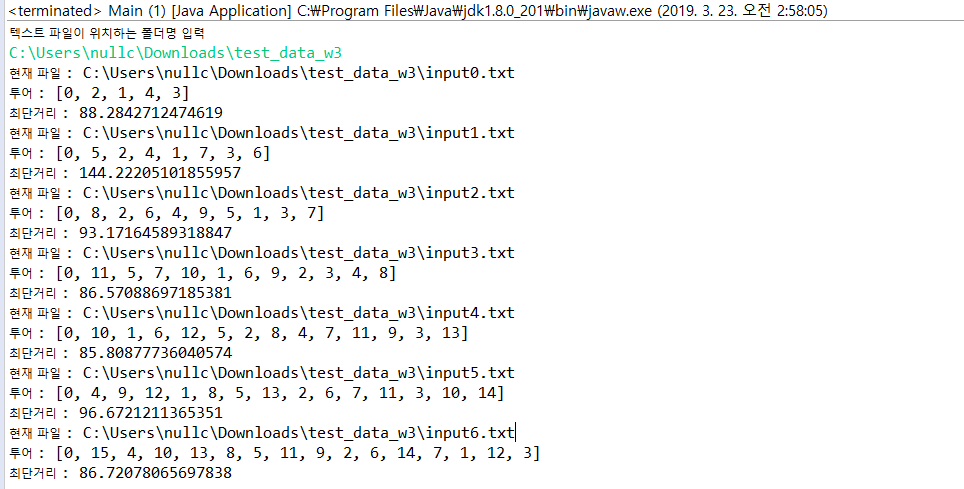 <terminated> Main (1) [Java Application] C:₩Program Files₩Java₩jdk1.8.0_201₩bin₩javaw.exe (2019. 3. 23. 오전 2:58:05)
텍스트 파일이 위치하는 폴더명 입력
C:\Users\nullc\Downloads\test_data_w3
현재 파일 : C:\Users\nullc\Downloads\test_data_w3\input0.txt
투어 : [0, 2, 1, 4, 3]
최단거리 : 88.2842712474619
현재 파일 : C:\Users\nullc\Downloads\test_data_w3\input1.txt
투어 : [0, 5, 2, 4, 1, 7, 3, 6]
최단거리 : 144.22205101855957
현재 파일 : C:\Users\nullc\Downloads\test_data_w3\input2.txt
투어 : [0, 8, 2, 6, 4, 9, 5, 1, 3, 7]
최단거리 : 93.17164589318847
현재 파일 : C:\Users\nullc\Downloads\test_data_w3\input3.txt
투어 : [0, 11, 5, 7, 10, 1, 6, 9, 2, 3, 4, 8]
최단거리 : 86.57088697185381
현재 파일 : C:\Users\nullc\Downloads\test_data_w3\input4.txt
투어 : [0, 10, 1, 6, 12, 5, 2, 8, 4, 7, 11, 9, 3, 13]
최단거리 : 85.80877736040574
현재 파일 : C:\Users\nullc\Downloads\test_data_w3\input5.txt
투어 : [0, 4, 9, 12, 1, 8, 5, 13, 2, 6, 7, 11, 3, 10, 14]
최단거리 : 96.6721211365351
현재 파일 : C:\Users\nullc\Downloads\test_data_w3\input6.txt
투어 : [0, 15, 4, 10, 13, 8, 5, 11, 9, 2, 6, 14, 7, 1, 12, 3]
최단거리 : 86.72078065697838